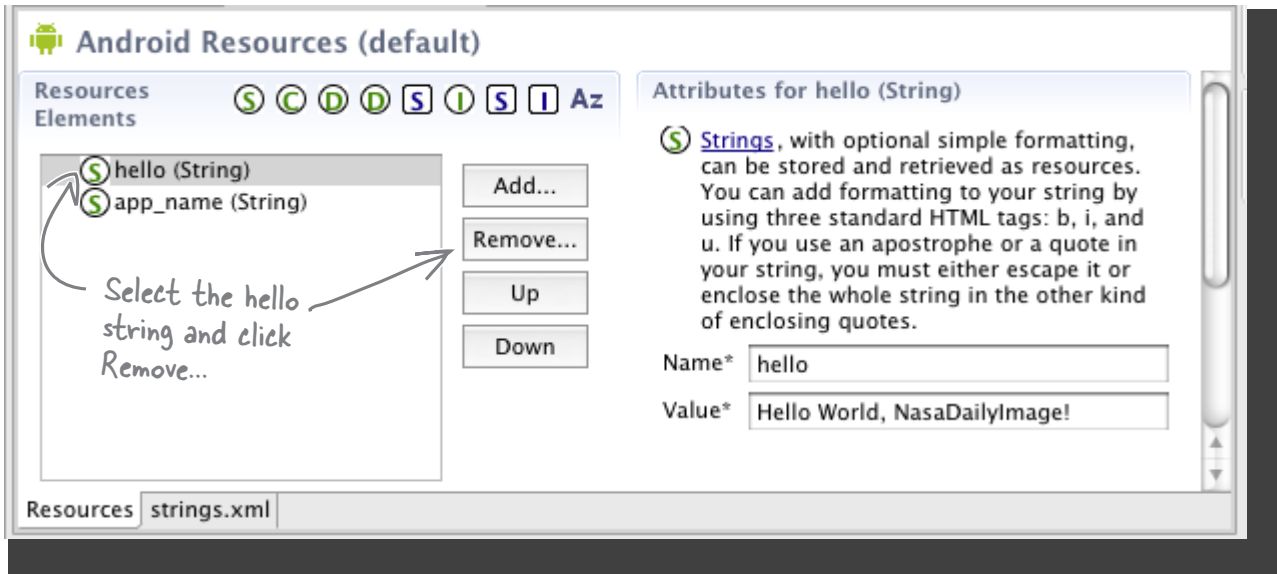 Android Resources (default)
Resources
Elements
S C D D S I S I Az
S hello (String)
S app_name (String)
Add...
Remove...
Up
Down
Select the hello
string and click
Remove...
Attributes for hello (String)
S Strings, with optional simple formatting,
can be stored and retrieved as resources.
You can add formatting to your string by
using three standard HTML tags: b, i, and
u. If you use an apostrophe or a quote in
your string, you must either escape it or
enclose the whole string in the other kind
of enclosing quotes.
Name* hello
Value* Hello World, NasaDailyImage!
Resources strings.xml